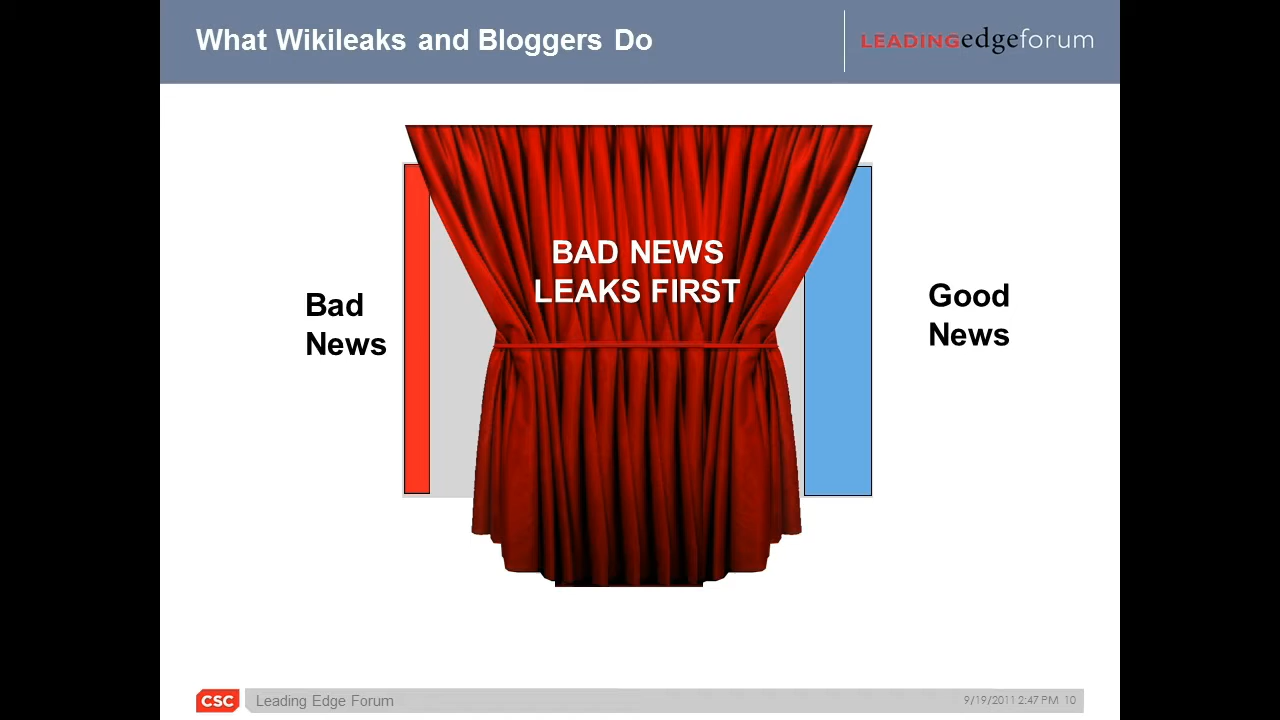 What Wikileaks and Bloggers Do
LEADINGedgeforum
BAD NEWS
LEAKS FIRST
Bad
News
Good
News
CSC
Leading Edge Forum
9/19/2011 2:47 PM 10